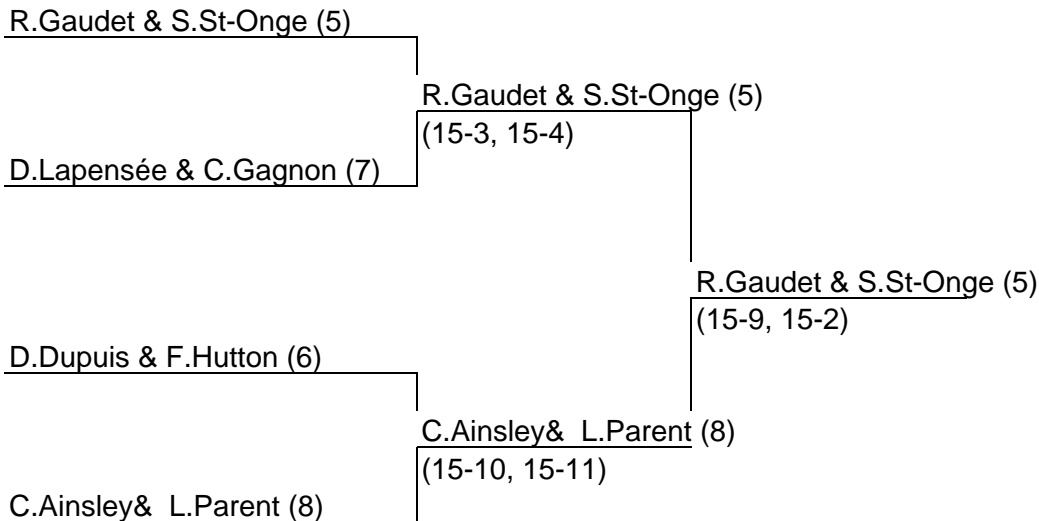 R.Gaudet & S.St-Onge (5)
R.Gaudet & S.St-Onge (5)
(15-3, 15-4)
D.Lapensée & C.Gagnon (7)
R.Gaudet & S.St-Onge (5)
(15-9, 15-2)
D.Dupuis & F.Hutton (6)
C.Ainsley&  L.Parent (8)
(15-10, 15-11)
C.Ainsley&  L.Parent (8)